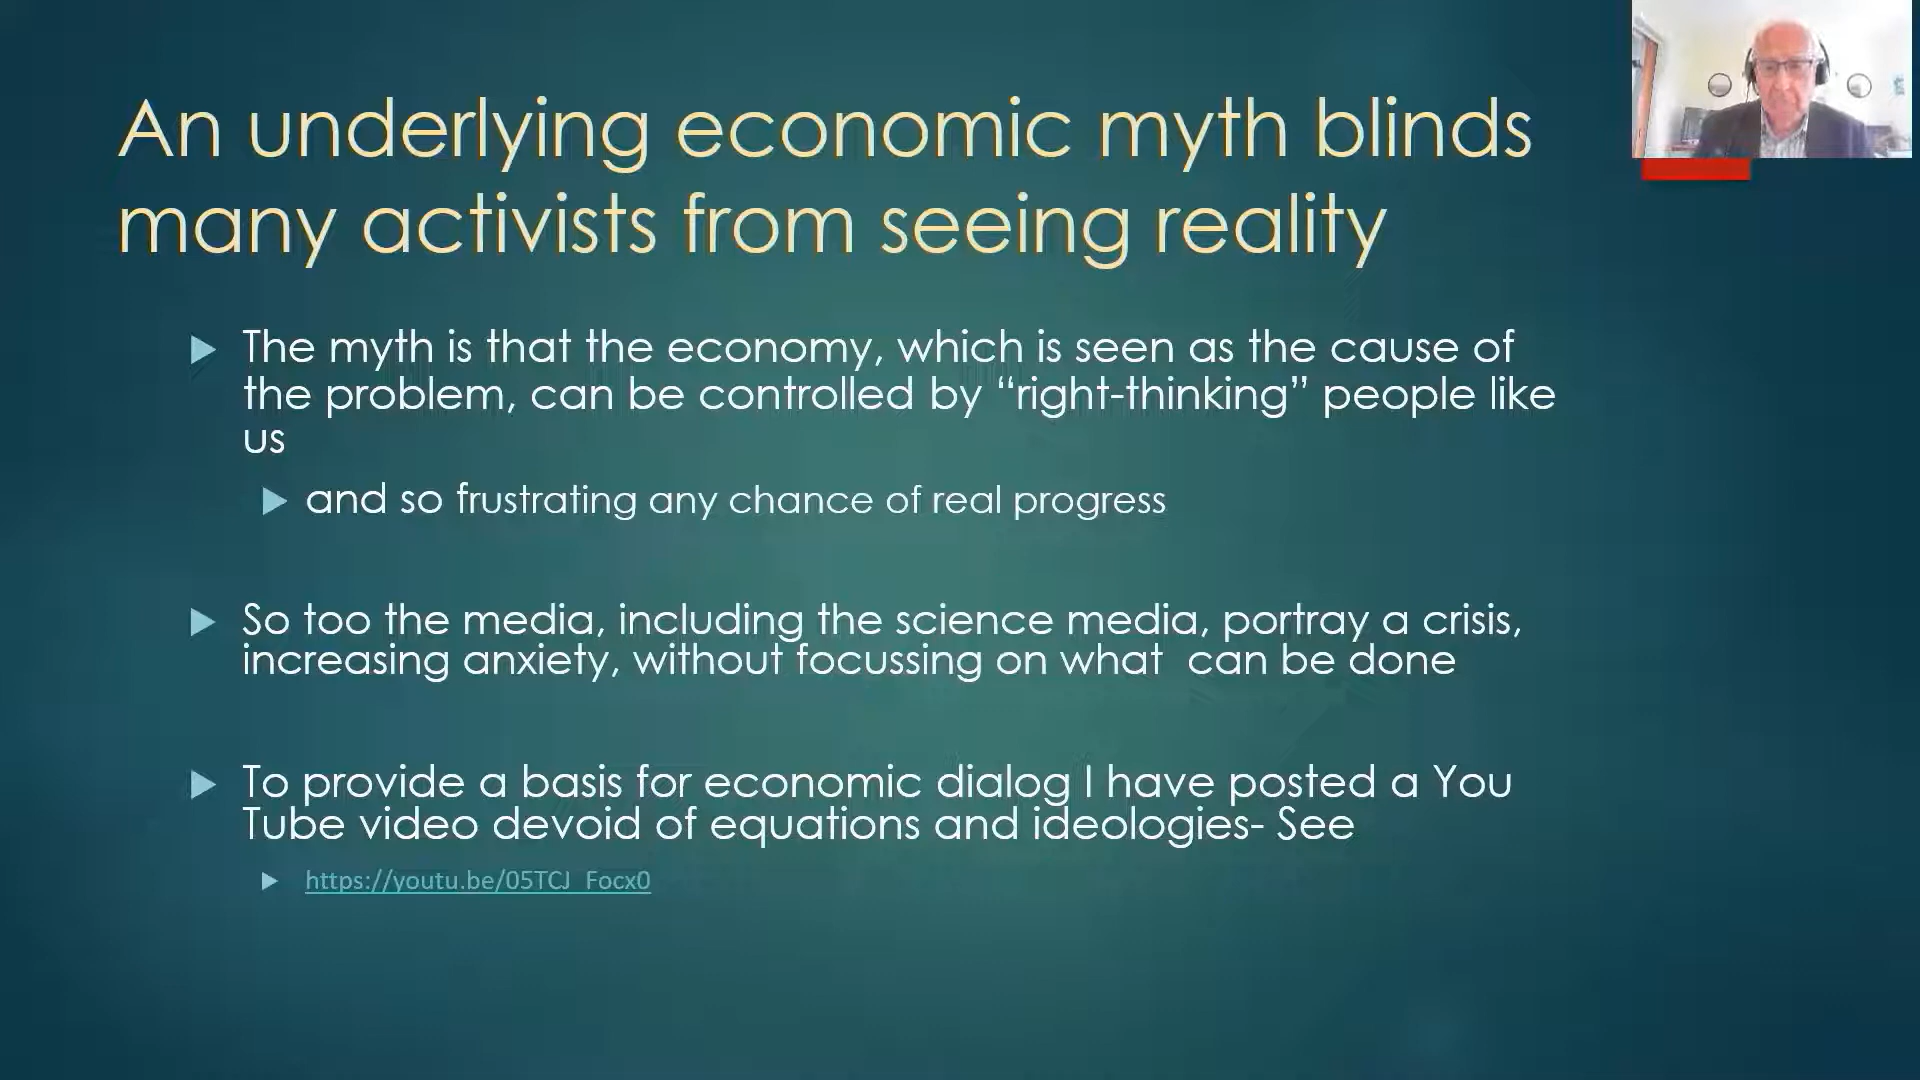 An underlying economic myth blinds
many activists from seeing reality
The myth is that the economy, which is seen as the cause of
the problem, can be controlled by “right-thinking” people like
us
and so frustrating any chance of real progress
So too the media, including the science media, portray a crisis,
increasing anxiety, without focussing on what  can be done
To provide a basis for economic dialog I have posted a You
Tube video devoid of equations and ideologies- See
https://youtu.be/05TCJ_Focx0